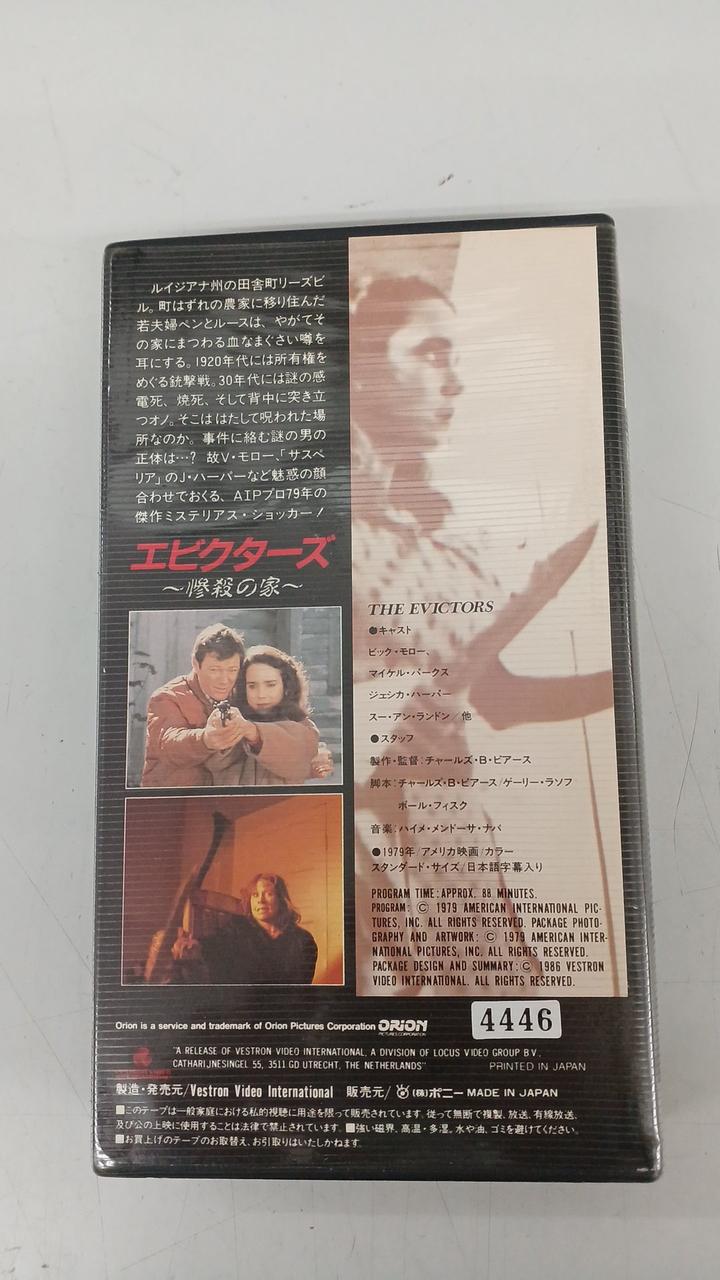 ルイジアナ州の田舎町リーズビ
ル。町はずれの農家に移り住んだ
若夫婦ベンとルースは、やがてそ
の家にまつわる血なまぐさい噂を
耳にする。1920年代には所有権を
めぐる銃撃戦。30年代には謎の感
電死、焼死、そして背中に突き立
つオノ。そこははたして呪われた場
所なのか。事件に絡む謎の男の
正体は…? 故V・モロー、「サスペ
リア」のJ・ハーパーなど魅惑の顔
合わせでおくる、AIPプロ79年の
傑作ミステリアス・ショッカー!
エビクターズ
〜惨殺の家〜
THE EVICTORS
●キャスト
ビック・モロー、
マイケル・パークス
ジェシカ・ハーパー
スー・アン・ランドン/他
●スタッフ
製作・監督:チャールズ・B・ピアース
脚本:チャールズ・B・ピアース/ゲーリー・ラソフ
ポール・フィスク
音楽:ハイメ・メンドーサ・ナバ
●1979年/アメリカ映画/カラー
スタンダード・サイズ/日本語字幕入り
PROGRAM TIME: APPROX. 88 MINUTES.
PROGRAM: © 1979 AMERICAN INTERNATIONAL PIC-
TURES, INC. ALL RIGHTS RESERVED. PACKAGE PHOTO-
GRAPHY AND ARTWORK: © 1979 AMERICAN INTER-
NATIONAL PICTURES, INC. ALL RIGHTS RESERVED.
PACKAGE DESIGN AND SUMMARY: © 1986 VESTRON
VIDEO INTERNATIONAL. ALL RIGHTS RESERVED.
4446
Orion is a service and trademark of Orion Pictures Corporation ORION
PICTURES CORPORATION
"A RELEASE OF VESTRON VIDEO INTERNATIONAL, A DIVISION OF LOCUS VIDEO GROUP B.V.,
CATHARIJNESINGEL 55, 3511 GD UTRECHT, THE NETHERLANDS"
PRINTED IN JAPAN
製造・発売元/Vestron Video International 販売元/(株)ポニー MADE IN JAPAN
■このテープは一般家庭における私的視聴に用途を限って販売されています。従って無断で複製、放送、有線放送、
及び公の上映に使用することは法律で禁止されています。■強い磁界、高温・多湿。水や油、ゴミを避けてください。
■お買上げのテープのお取替え、お引取りはいたしかねます。